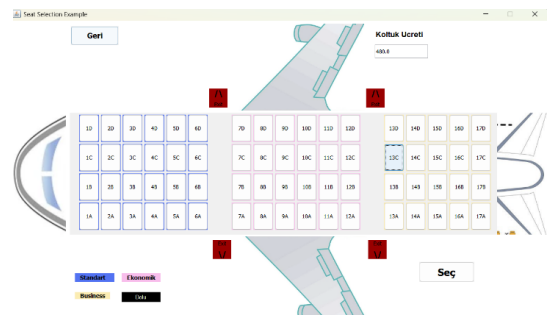 Seat Selection Example
Geri
Koltuk Ucreti
480.0
1D 2D 3D 4D 5D 6D 7D 8D 9D 10D 11D 12D 13D 14D 15D 16D 17D
1C 2C 3C 4C 5C 6C 7C 8C 9C 10C 11C 12C 13C 14C 15C 16C 17C
1B 2B 3B 4B 5B 6B 7B 8B 9B 10B 11B 12B 13B 14B 15B 16B 17B
1A 2A 3A 4A 5A 6A 7A 8A 9A 10A 11A 12A 13A 14A 15A 16A 17A
Seç
Standart Ekonomik
Business Dolu